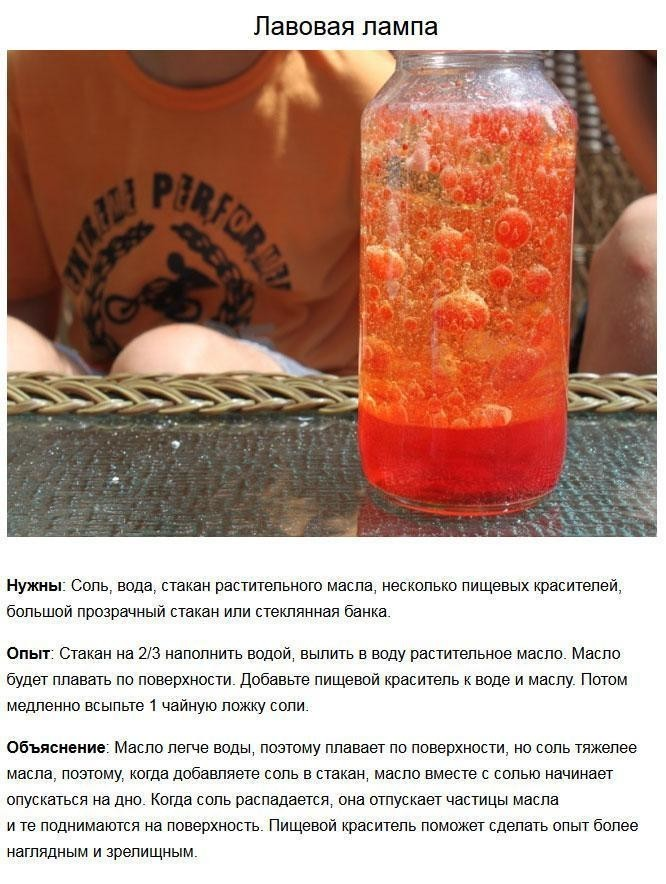 Лавовая лампа
EXTREME PERFORME
Нужны: Соль, вода, стакан растительного масла, несколько пищевых красителей,
большой прозрачный стакан или стеклянная банка.
Опыт: Стакан на 2/3 наполнить водой, вылить в воду растительное масло. Масло
будет плавать по поверхности. Добавьте пищевой краситель к воде и маслу. Потом
медленно всыпьте 1 чайную ложку соли.
Объяснение: Масло легче воды, поэтому плавает по поверхности, но соль тяжелее
масла, поэтому, когда добавляете соль в стакан, масло вместе с солью начинает
опускаться на дно. Когда соль распадается, она отпускает частицы масла
и те поднимаются на поверхность. Пищевой краситель поможет сделать опыт более
наглядным и зрелищным.